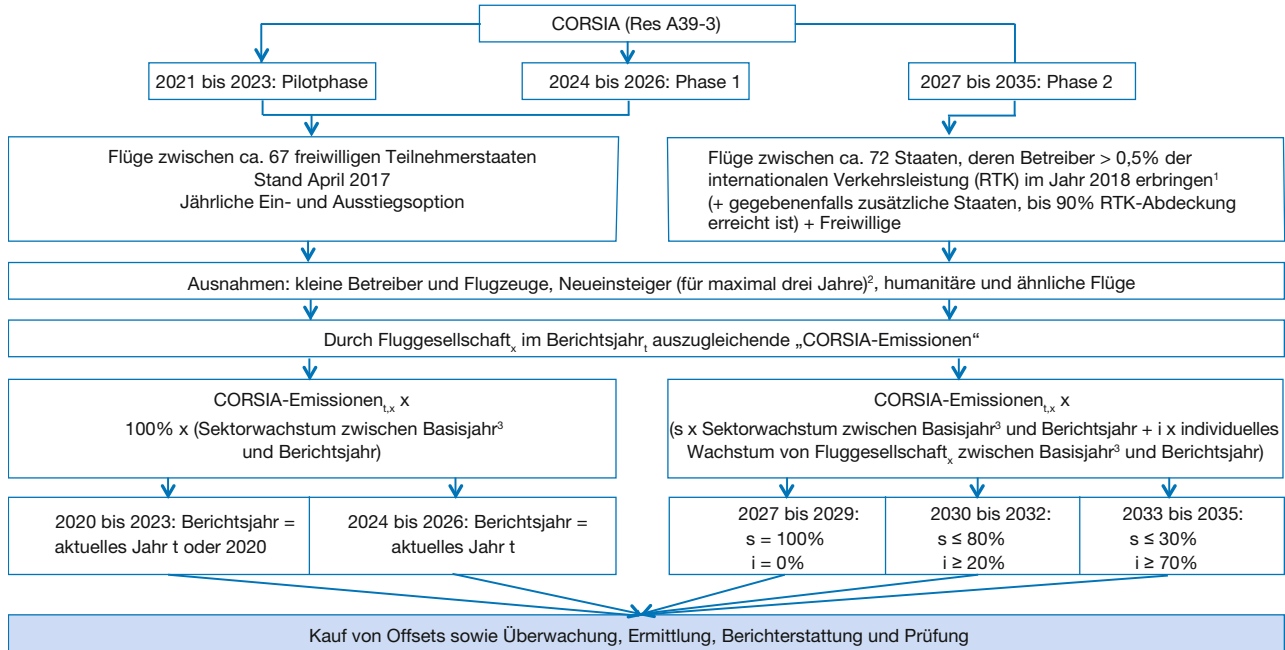 CORSIA (Res A39-3)
2021 bis 2023: Pilotphase
2024 bis 2026: Phase 1
2027 bis 2035: Phase 2
Flüge zwischen ca. 67 freiwilligen Teilnehmerstaaten
Stand April 2017
Jährliche Ein- und Ausstiegsoption
Flüge zwischen ca. 72 Staaten, deren Betreiber > 0,5% der
internationalen Verkehrsleistung (RTK) im Jahr 2018 erbringen¹
(+ gegebenenfalls zusätzliche Staaten, bis 90% RTK-Abdeckung
erreicht ist) + Freiwillige
Ausnahmen: kleine Betreiber und Flugzeuge, Neueinsteiger (für maximal drei Jahre)², humanitäre und ähnliche Flüge
Durch Fluggesellschaftₓ im Berichtsjahrₜ auszugleichende „CORSIA-Emissionen“
CORSIA-Emissionen t,x x
100% x (Sektorwachstum zwischen Basisjahr³
und Berichtsjahr)
CORSIA-Emissionen t,x x
(s x Sektorwachstum zwischen Basisjahr³ und Berichtsjahr + i x individuelles
Wachstum von Fluggesellschaftₓ zwischen Basisjahr³ und Berichtsjahr)
2020 bis 2023: Berichtsjahr =
aktuelles Jahr t oder 2020
2024 bis 2026: Berichtsjahr =
aktuelles Jahr t
2027 bis 2029:
s = 100%
i = 0%
2030 bis 2032:
s ≤ 80%
i ≥ 20%
2033 bis 2035:
s ≤ 30%
i ≥ 70%
Kauf von Offsets sowie Überwachung, Ermittlung, Berichterstattung und Prüfung